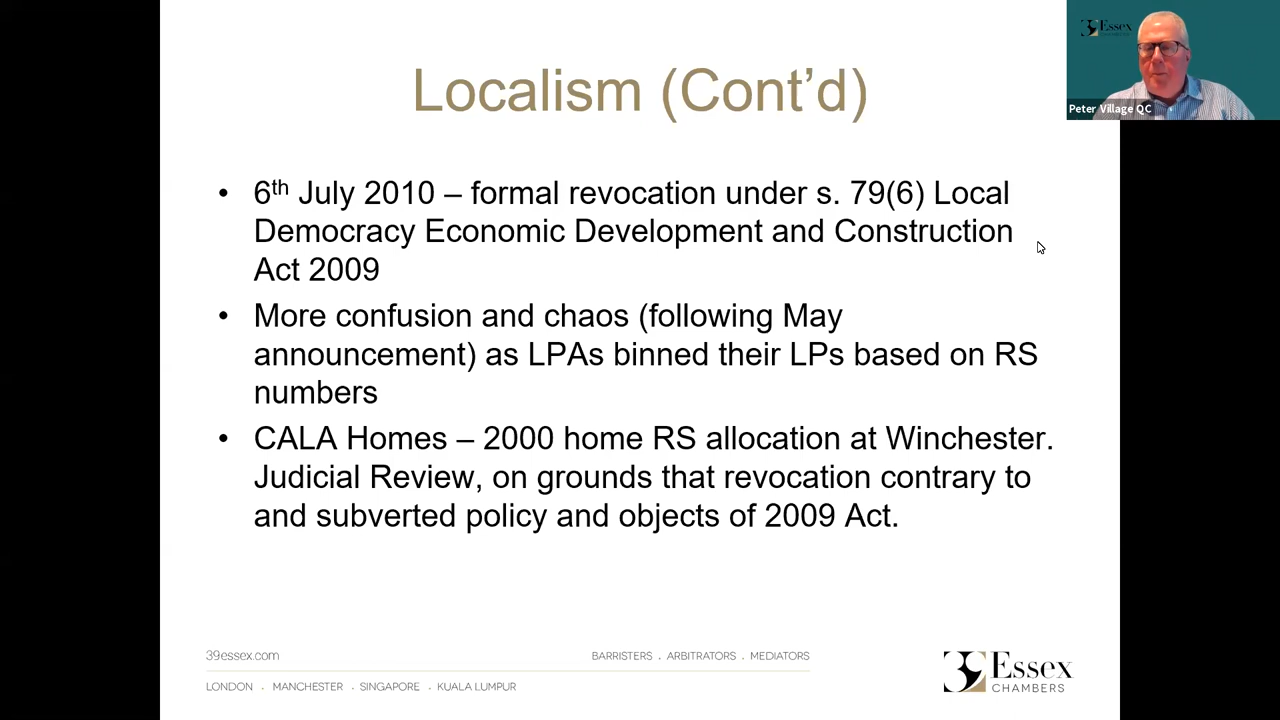 Localism (Cont’d)
• 6th July 2010 – formal revocation under s. 79(6) Local
Democracy Economic Development and Construction
Act 2009
• More confusion and chaos (following May
announcement) as LPAs binned their LPs based on RS
numbers
• CALA Homes – 2000 home RS allocation at Winchester.
Judicial Review, on grounds that revocation contrary to
and subverted policy and objects of 2009 Act.
39 Essex
Peter Village QC
39essex.com
BARRISTERS . ARBITRATORS . MEDIATORS
LONDON . MANCHESTER . SINGAPORE . KUALA LUMPUR
39 Essex
CHAMBERS